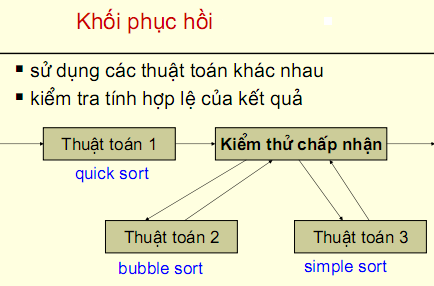 Khối phục hồi
▪ sử dụng các thuật toán khác nhau
▪ kiểm tra tính hợp lệ của kết quả
Thuật toán 1
Kiểm thử chấp nhận
quick sort
Thuật toán 2
Thuật toán 3
bubble sort
simple sort